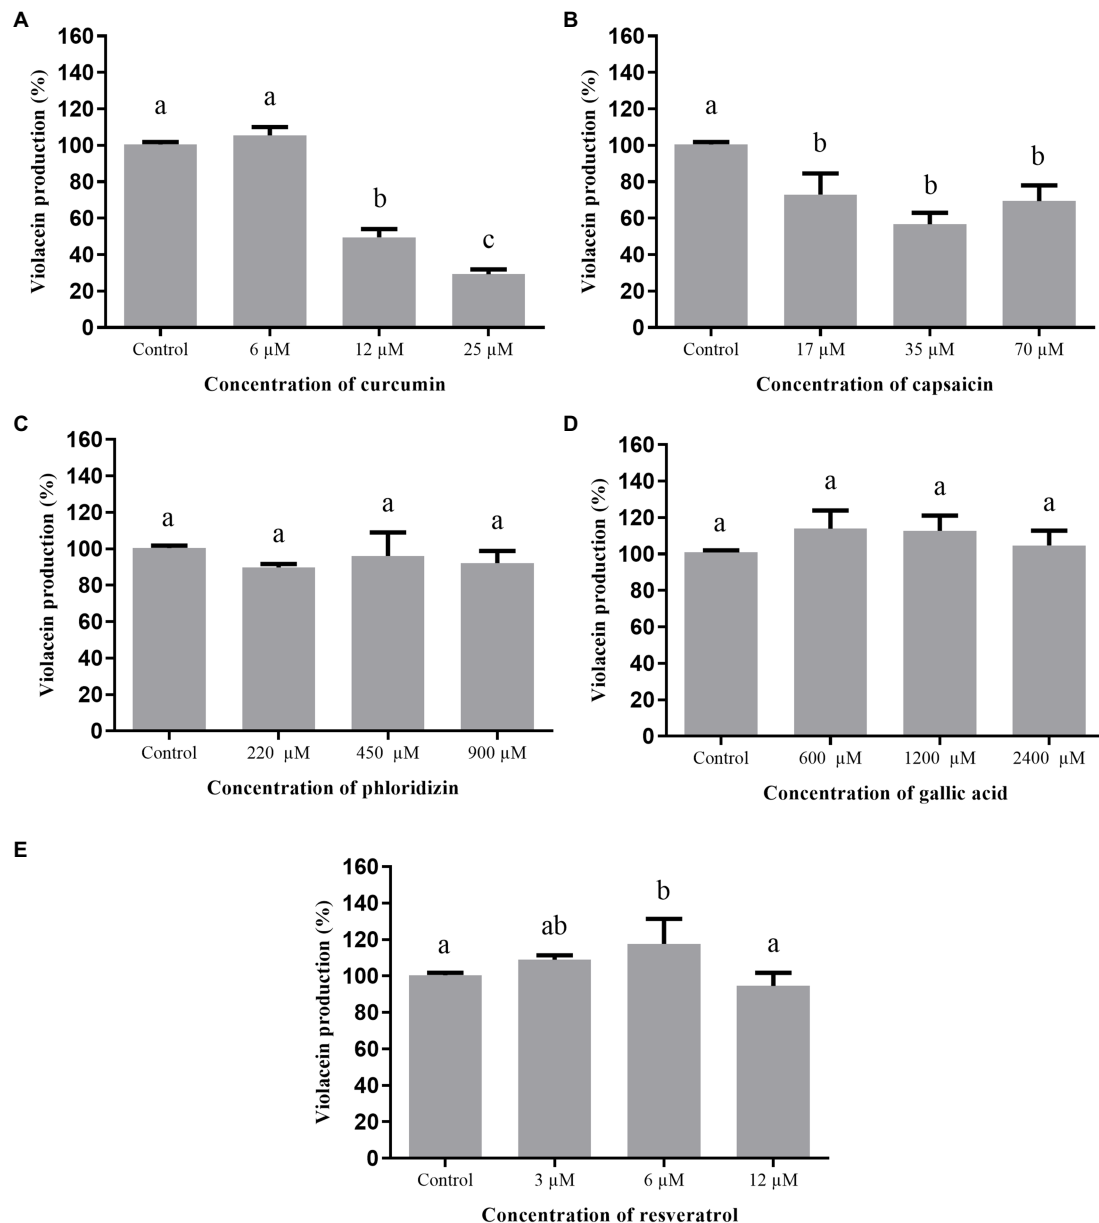 A
Violacein production (%)
160
140
120
100
80
60
40
20
0
a
a
b
c
Control
6 µM
12 µM
25 µM
Concentration of curcumin
B
Violacein production (%)
160
140
120
100
80
60
40
20
0
a
b
b
b
Control
17 µM
35 µM
70 µM
Concentration of capsaicin
C
Violacein production (%)
160
140
120
100
80
60
40
20
0
a
a
a
a
Control
220 µM
450 µM
900 µM
Concentration of phloridizin
D
Violacein production (%)
160
140
120
100
80
60
40
20
0
a
a
a
a
Control
600 µM
1200 µM
2400 µM
Concentration of gallic acid
E
Violacein production (%)
160
140
120
100
80
60
40
20
0
a
ab
b
a
Control
3 µM
6 µM
12 µM
Concentration of resveratrol